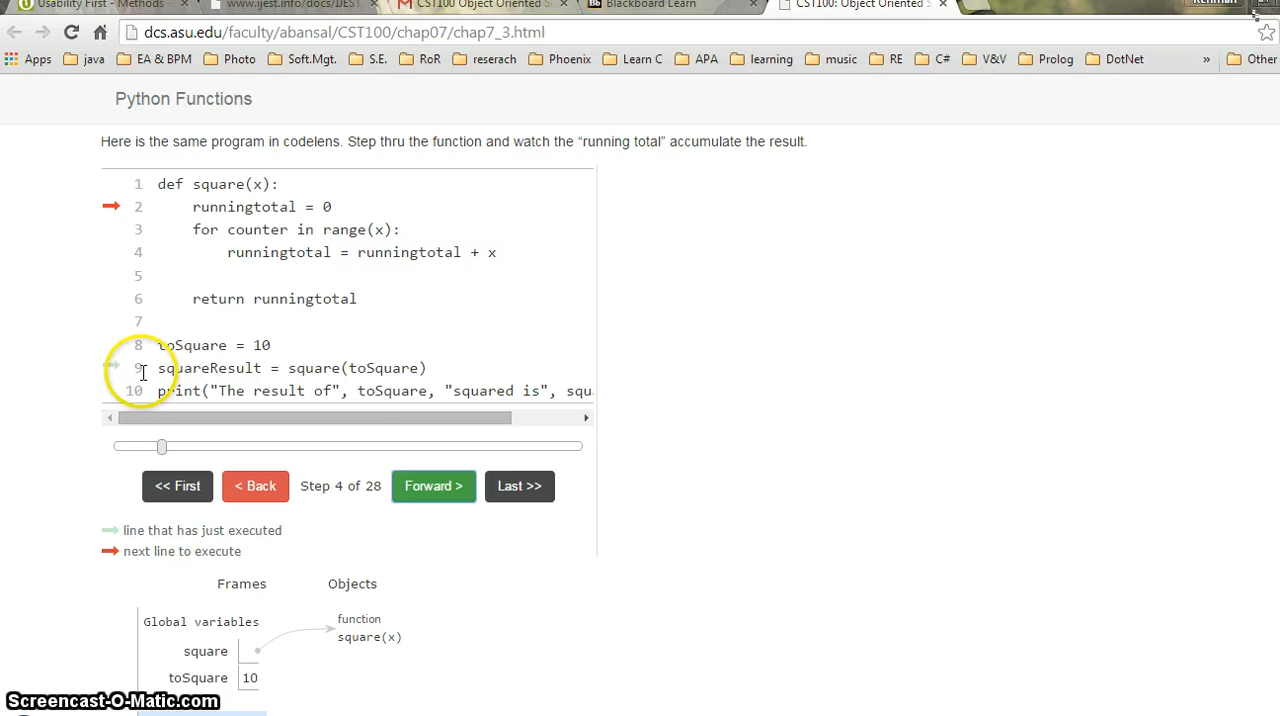 Usability First - Methods
www.ijest.info/docs/IJEST
CST100 Object Oriented S
Blackboard Learn
CST100: Object Oriented S
Rehman
dcs.asu.edu/faculty/abansal/CST100/chap07/chap7_3.html
Apps java EA & BPM Photo Soft.Mgt. S.E. RoR reserach Phoenix Learn C APA learning music RE C# V&V Prolog DotNet » Other
Python Functions
Here is the same program in codelens. Step thru the function and watch the “running total” accumulate the result.
1 def square(x):
2 runningtotal = 0
3 for counter in range(x):
4 runningtotal = runningtotal + x
5
6 return runningtotal
7
8 toSquare = 10
9 squareResult = square(toSquare)
10 print("The result of", toSquare, "squared is", squ
<< First < Back Step 4 of 28 Forward > Last >>
line that has just executed
next line to execute
Frames Objects
Global variables
function
square(x)
square
toSquare 10
Screencast-O-Matic.com